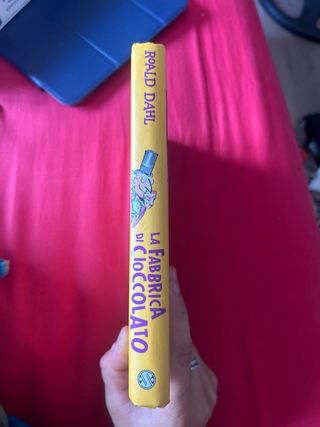 ROALD DAHL
LA FABBRICA
DI CIOCCOLATO